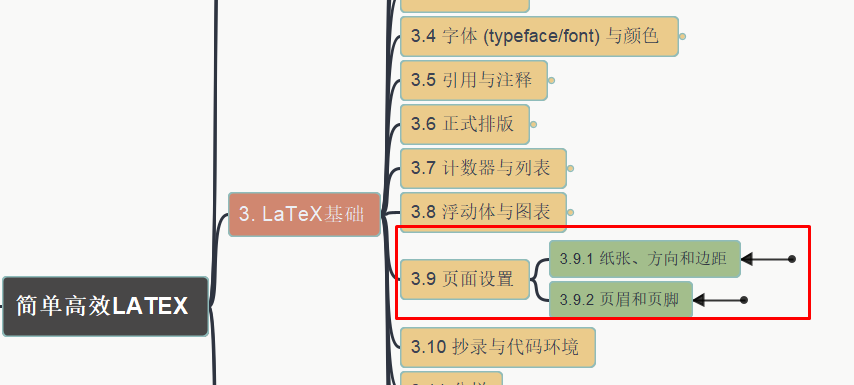 3.4 字体 (typeface/font) 与颜色
3.5 引用与注释
3.6 正式排版
3.7 计数器与列表
3. LaTeX基础
3.8 浮动体与图表
3.9 页面设置
3.9.1 纸张、方向和边距
3.9.2 页眉和页脚
简单高效LATEX
3.10 抄录与代码环境